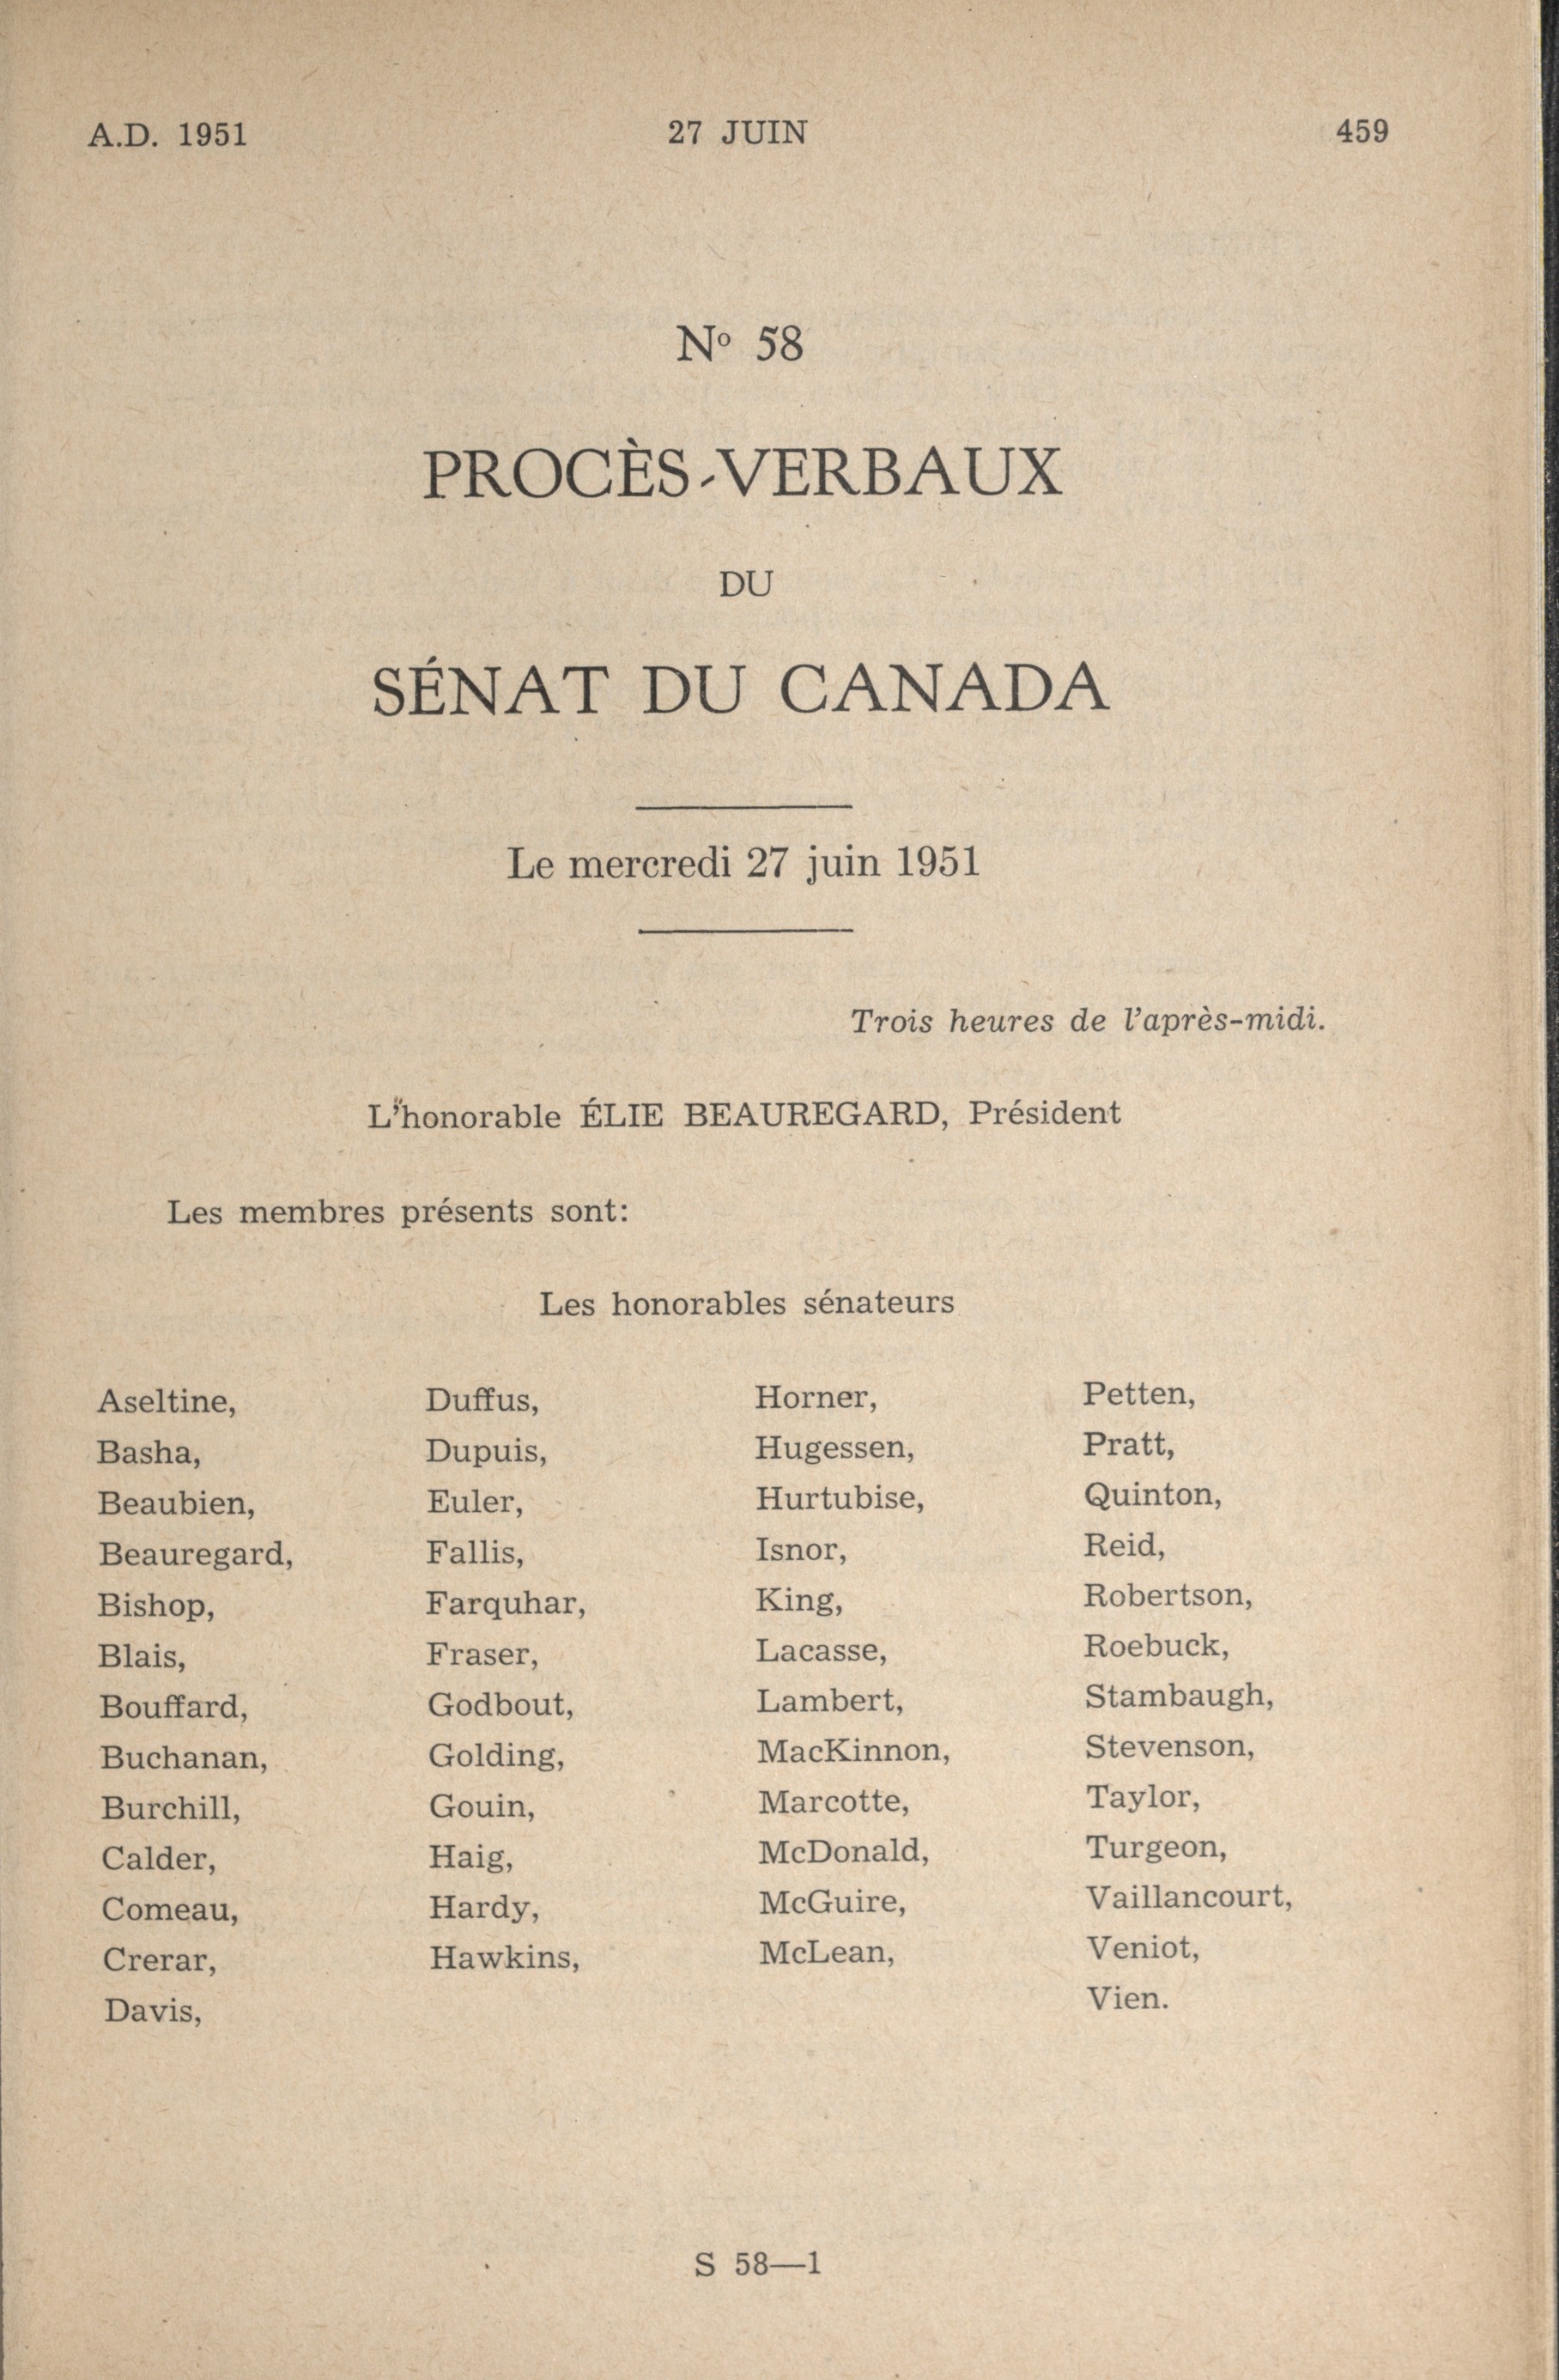 A.D. 1951 27 JUIN 459
Nº 58
PROCÈS-VERBAUX
DU
SÉNAT DU CANADA
Le mercredi 27 juin 1951
Trois heures de l'après-midi.
L'honorable ÉLIE BEAUREGARD, Président
Les membres présents sont:
Les honorables sénateurs
Aseltine,
Basha,
Beaubien,
Beauregard,
Bishop,
Blais,
Bouffard,
Buchanan,
Burchill,
Calder,
Comeau,
Crerar,
Davis,
Duffus,
Dupuis,
Euler,
Fallis,
Farquhar,
Fraser,
Godbout,
Golding,
Gouin,
Haig,
Hardy,
Hawkins,
Horner,
Hugessen,
Hurtubise,
Isnor,
King,
Lacasse,
Lambert,
MacKinnon,
Marcotte,
McDonald,
McGuire,
McLean,
Petten,
Pratt,
Quinton,
Reid,
Robertson,
Roebuck,
Stambaugh,
Stevenson,
Taylor,
Turgeon,
Vaillancourt,
Veniot,
Vien.
S 58—1